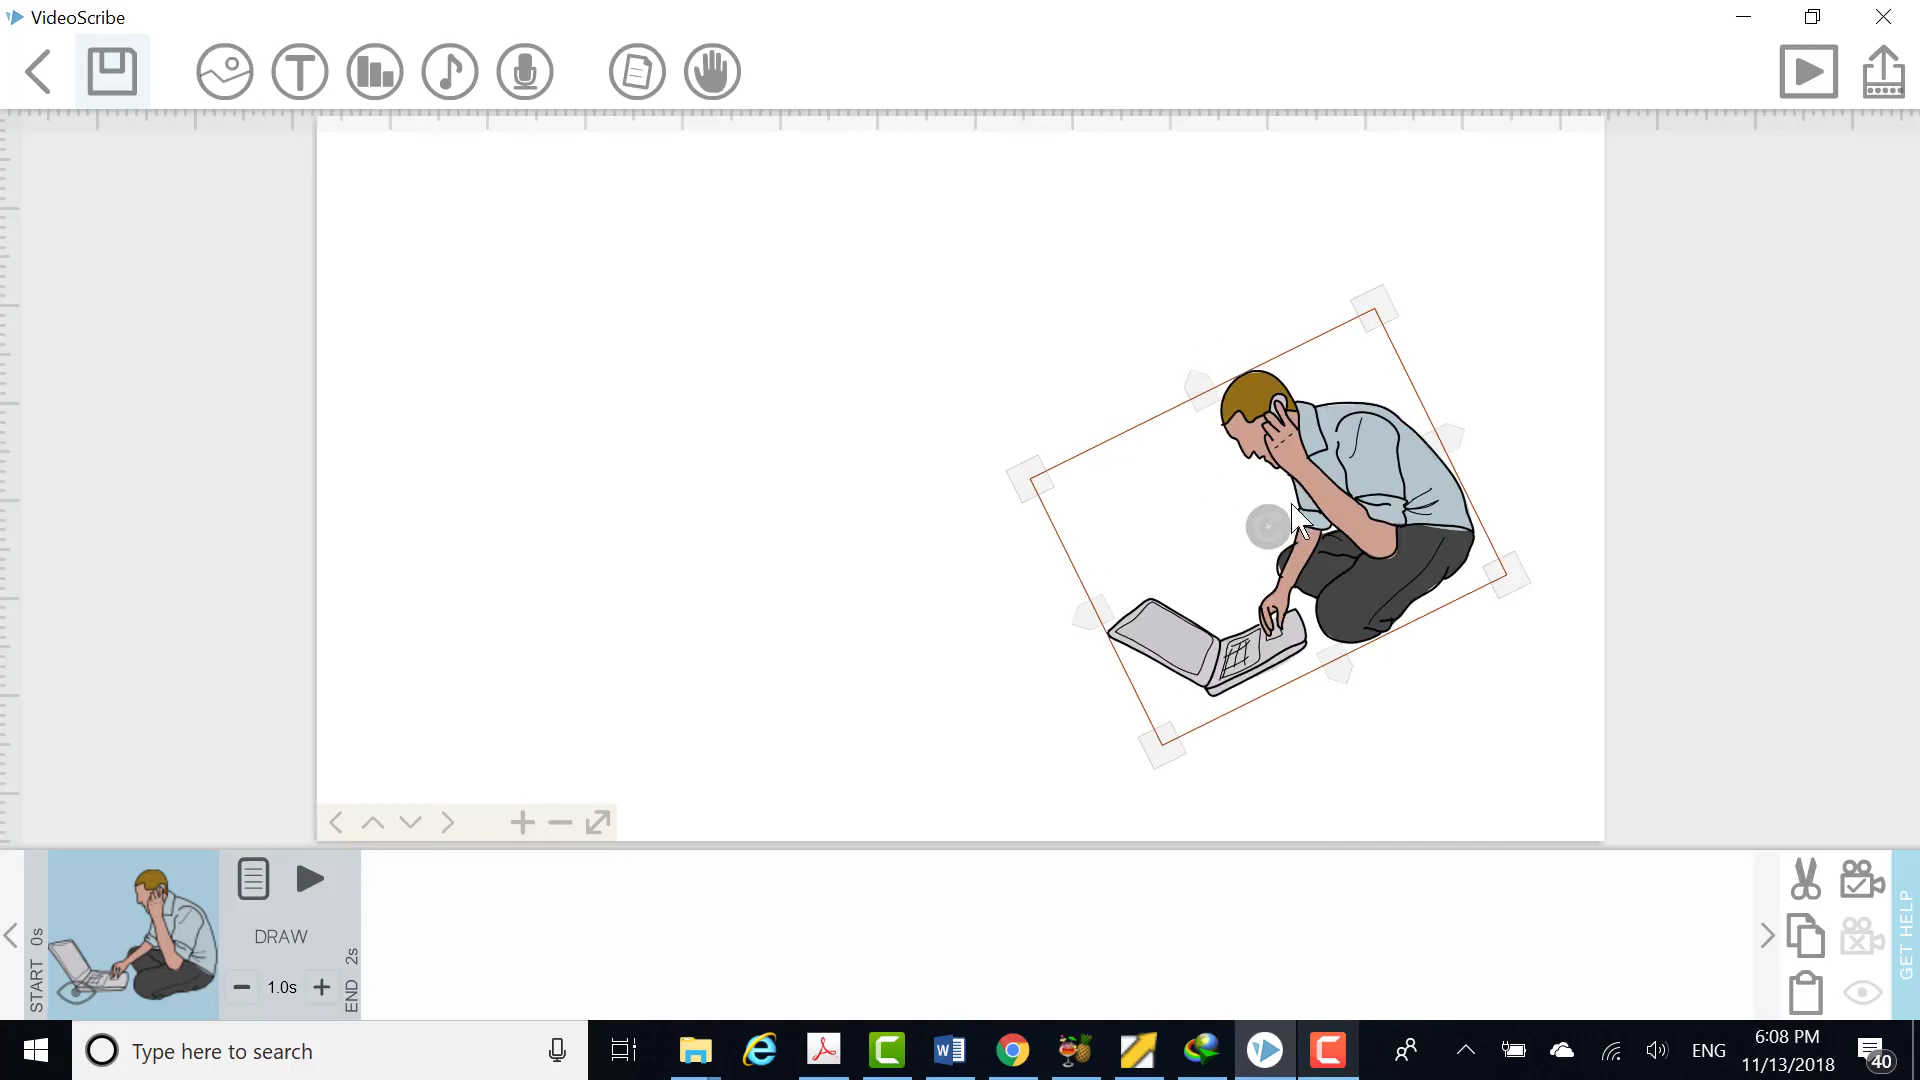 VideoScribe
START 0s
DRAW
1.0s
END 2s
GET HELP
Type here to search
ENG
6:08 PM
11/13/2018
40